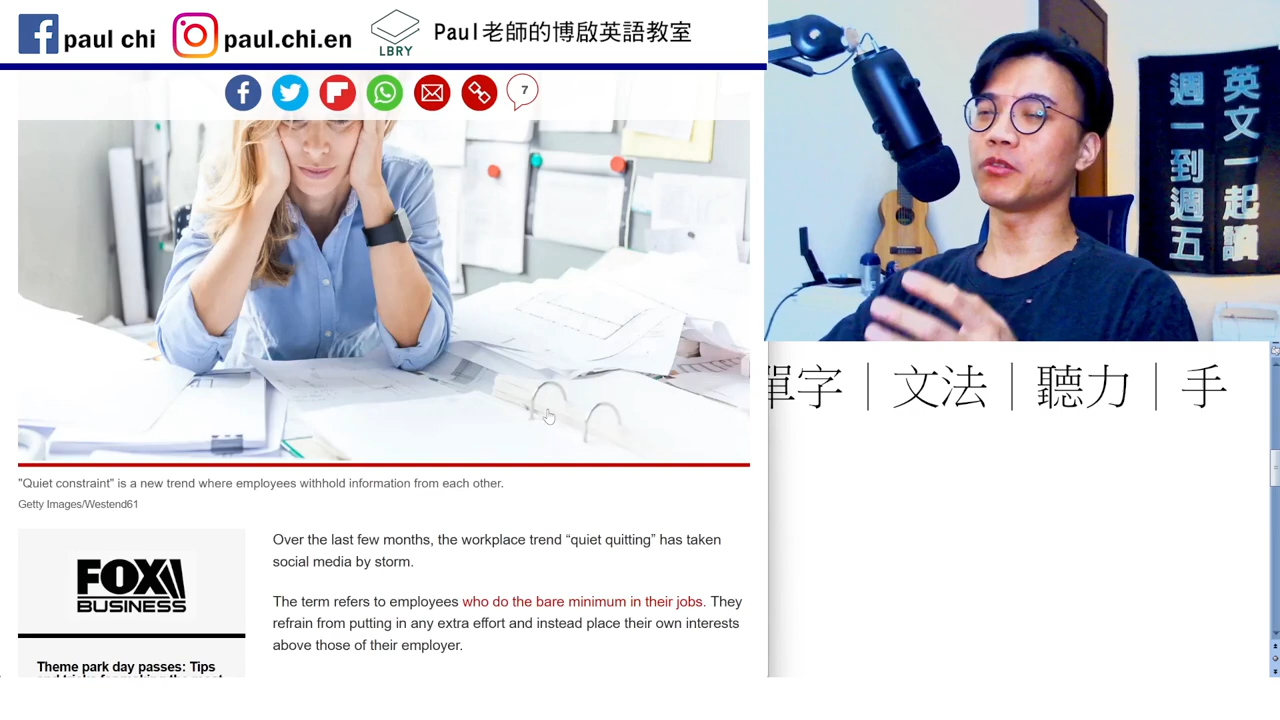 paul chi
paul.chi.en
LBRY
Paul老師的博啟英語教室
7
英文一起讀
週一到週五
單字｜文法｜聽力｜手
"Quiet constraint" is a new trend where employees withhold information from each other.
Getty Images/Westend61
FOX
BUSINESS
Theme park day passes: Tips
Over the last few months, the workplace trend “quiet quitting” has taken
social media by storm.
The term refers to employees who do the bare minimum in their jobs. They
refrain from putting in any extra effort and instead place their own interests
above those of their employer.